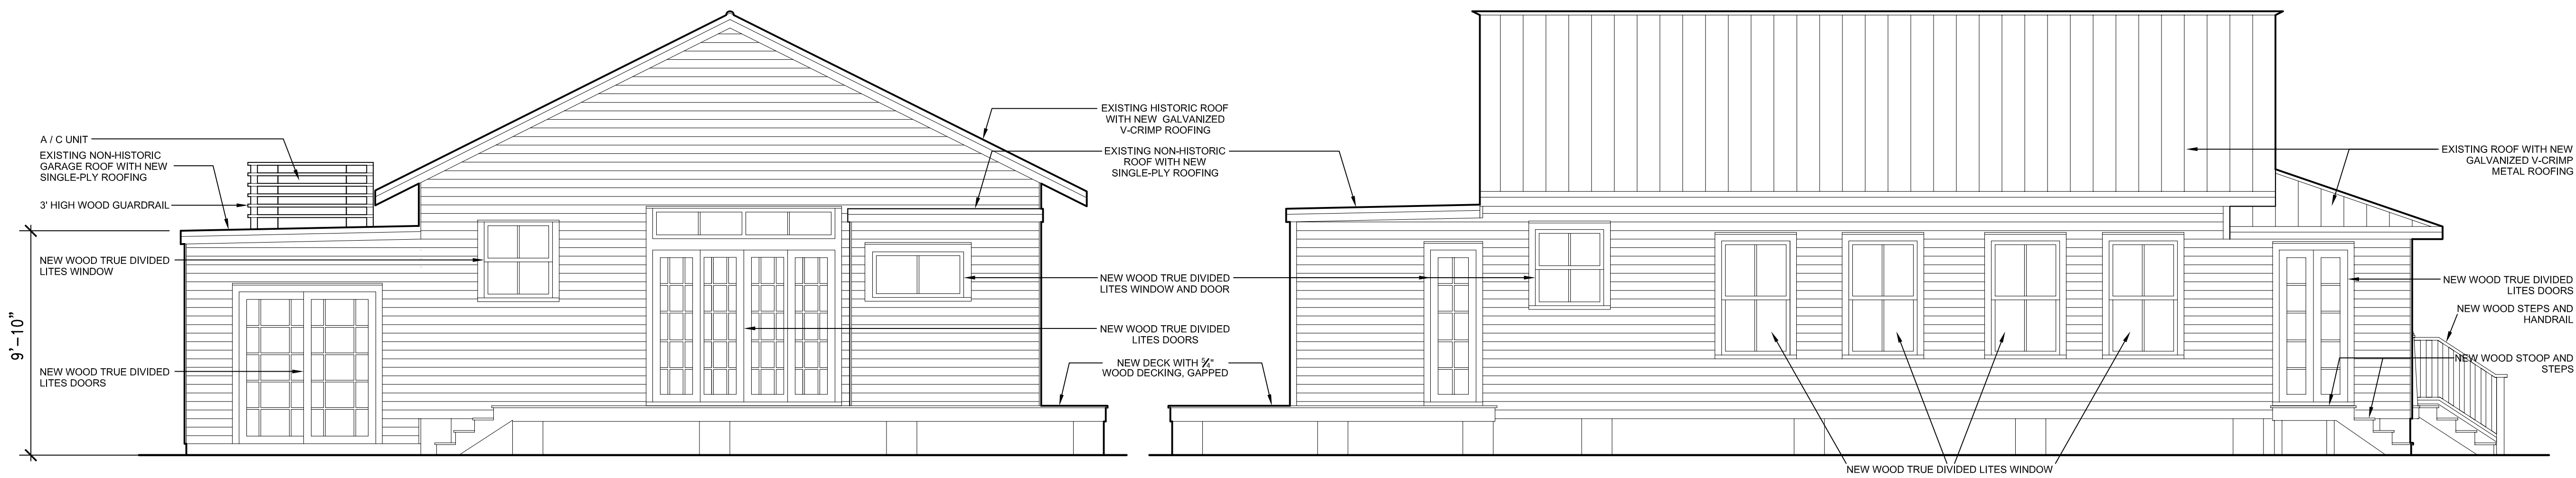 A / C UNIT
EXISTING NON-HISTORIC
GARAGE ROOF WITH NEW
SINGLE-PLY ROOFING
3' HIGH WOOD GUARDRAIL
9'-10"
NEW WOOD TRUE DIVIDED
LITES WINDOW
NEW WOOD TRUE DIVIDED
LITES DOORS
EXISTING HISTORIC ROOF
WITH NEW GALVANIZED
V-CRIMP ROOFING
EXISTING NON-HISTORIC
ROOF WITH NEW
SINGLE-PLY ROOFING
NEW WOOD TRUE DIVIDED
LITES WINDOW AND DOOR
NEW WOOD TRUE DIVIDED
LITES DOORS
NEW DECK WITH 5/4"
WOOD DECKING, GAPPED
EXISTING ROOF WITH NEW
GALVANIZED V-CRIMP
METAL ROOFING
NEW WOOD TRUE DIVIDED
LITES DOORS
NEW WOOD STEPS AND
HANDRAIL
NEW WOOD STOOP AND
STEPS
NEW WOOD TRUE DIVIDED LITES WINDOW